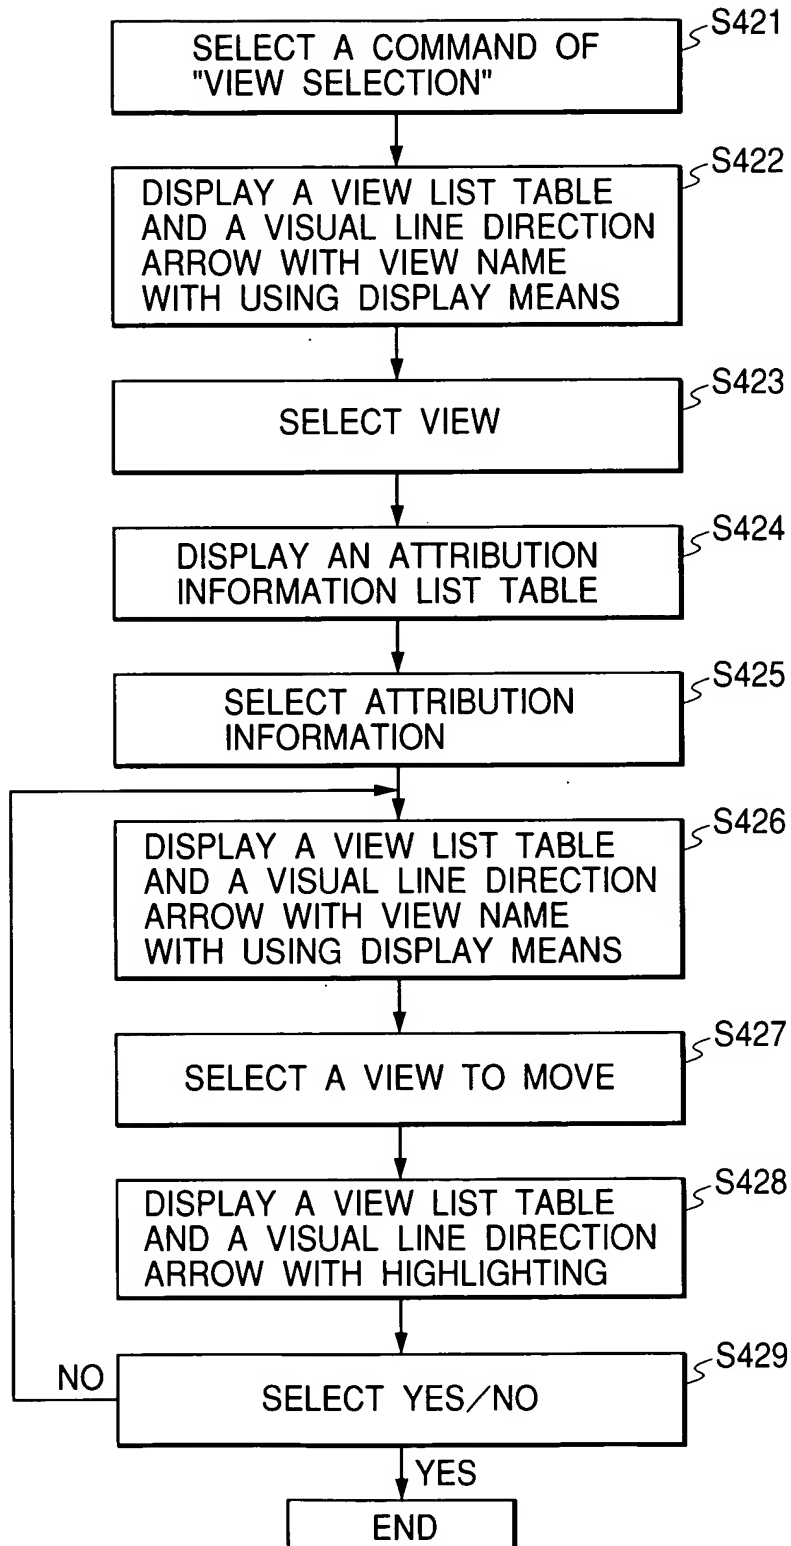 S421
SELECT A COMMAND OF
"VIEW SELECTION"
S422
DISPLAY A VIEW LIST TABLE
AND A VISUAL LINE DIRECTION
ARROW WITH VIEW NAME
WITH USING DISPLAY MEANS
S423
SELECT VIEW
S424
DISPLAY AN ATTRIBUTION
INFORMATION LIST TABLE
S425
SELECT ATTRIBUTION
INFORMATION
S426
DISPLAY A VIEW LIST TABLE
AND A VISUAL LINE DIRECTION
ARROW WITH VIEW NAME
WITH USING DISPLAY MEANS
S427
SELECT A VIEW TO MOVE
S428
DISPLAY A VIEW LIST TABLE
AND A VISUAL LINE DIRECTION
ARROW WITH HIGHLIGHTING
S429
NO
SELECT YES/NO
YES
END